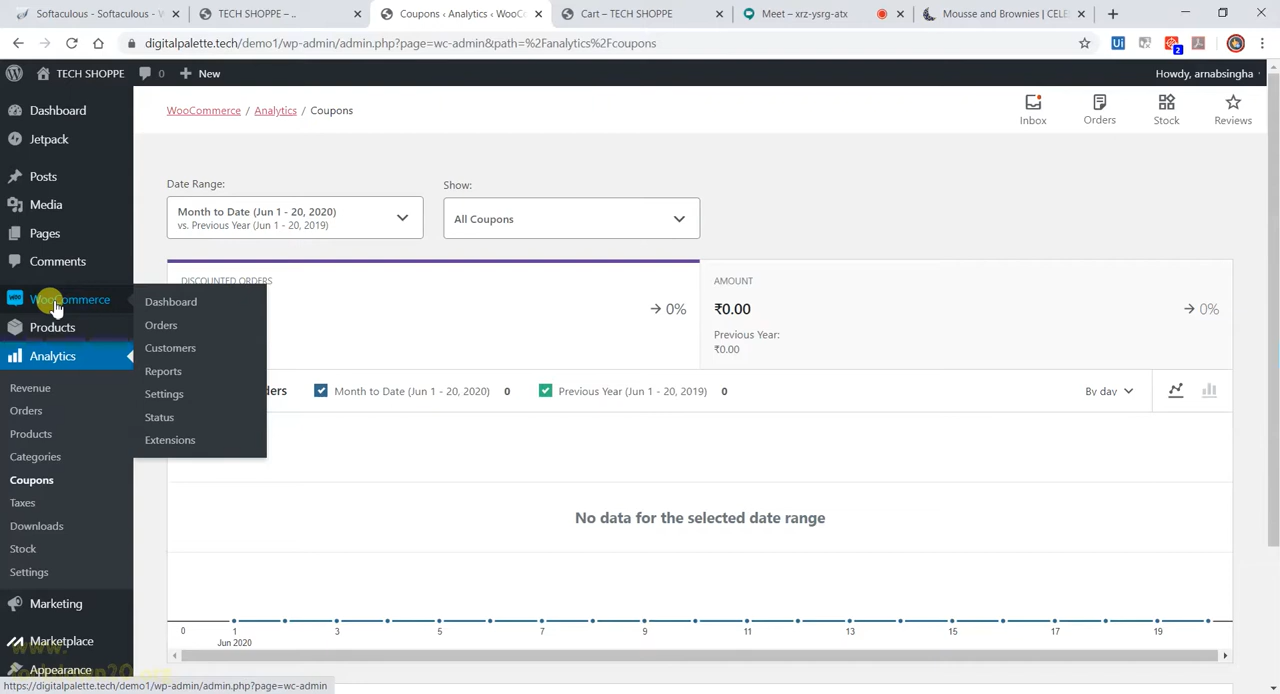 Softaculous - Softaculous - W
TECH SHOPPE – ..
Coupons ‹ Analytics ‹ WooCo
Cart – TECH SHOPPE
Meet – xrz-ysrg-atx
Mousse and Brownies | CELE
digitalpalette.tech/demo1/wp-admin/admin.php?page=wc-admin&path=%2Fanalytics%2Fcoupons
Ui
2
TECH SHOPPE
0
New
Howdy, arnabsingha
Dashboard
Jetpack
Posts
Media
Pages
Comments
WooCommerce
Products
Analytics
Revenue
Orders
Products
Categories
Coupons
Taxes
Downloads
Stock
Settings
Marketing
Marketplace
Appearance
Dashboard
Orders
Customers
Reports
Settings
Status
Extensions
WooCommerce / Analytics / Coupons
Inbox
Orders
Stock
Reviews
Date Range:
Month to Date (Jun 1 - 20, 2020)
vs. Previous Year (Jun 1 - 20, 2019)
Show:
All Coupons
DISCOUNTED ORDERS
0%
AMOUNT
₹0.00
0%
Previous Year:
₹0.00
Month to Date (Jun 1 - 20, 2020) 0
Previous Year (Jun 1 - 20, 2019) 0
By day
No data for the selected date range
0 1 3 5 7 9 11 13 15 17 19
Jun 2020
www.
https://digitalpalette.tech/demo1/wp-admin/admin.php?page=wc-admin